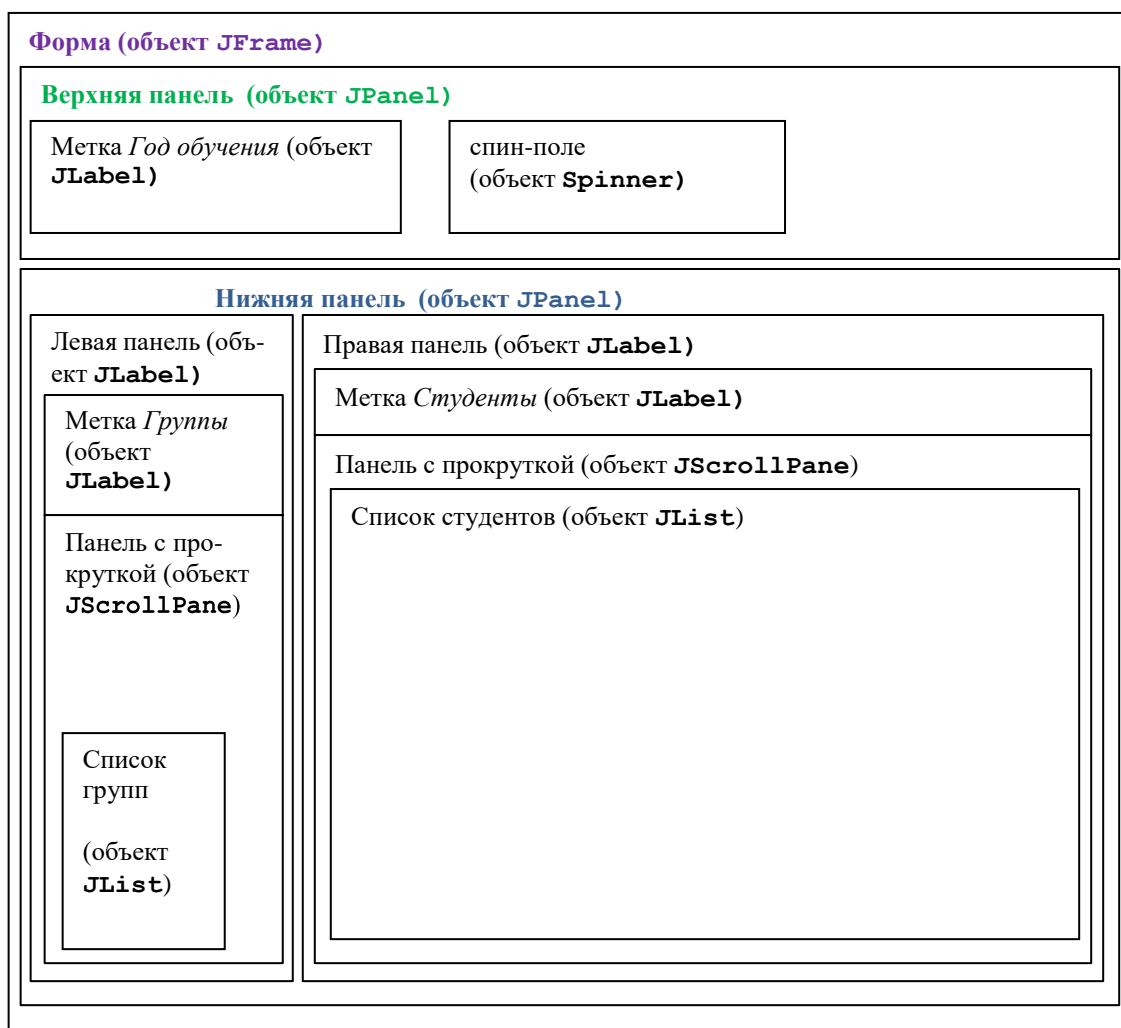 Форма (объект JFrame)
Верхняя панель (объект JPanel)
Метка Год обучения (объект
JLabel)
спин-поле
(объект Spinner)
Нижняя панель (объект JPanel)
Левая панель (объ-
ект JLabel)
Метка Группы
(объект
JLabel)
Панель с про-
круткой (объект
JScrollPane)
Список
групп
(объект
JList)
Правая панель (объект JLabel)
Метка Студенты (объект JLabel)
Панель с прокруткой (объект JScrollPane)
Список студентов (объект JList)